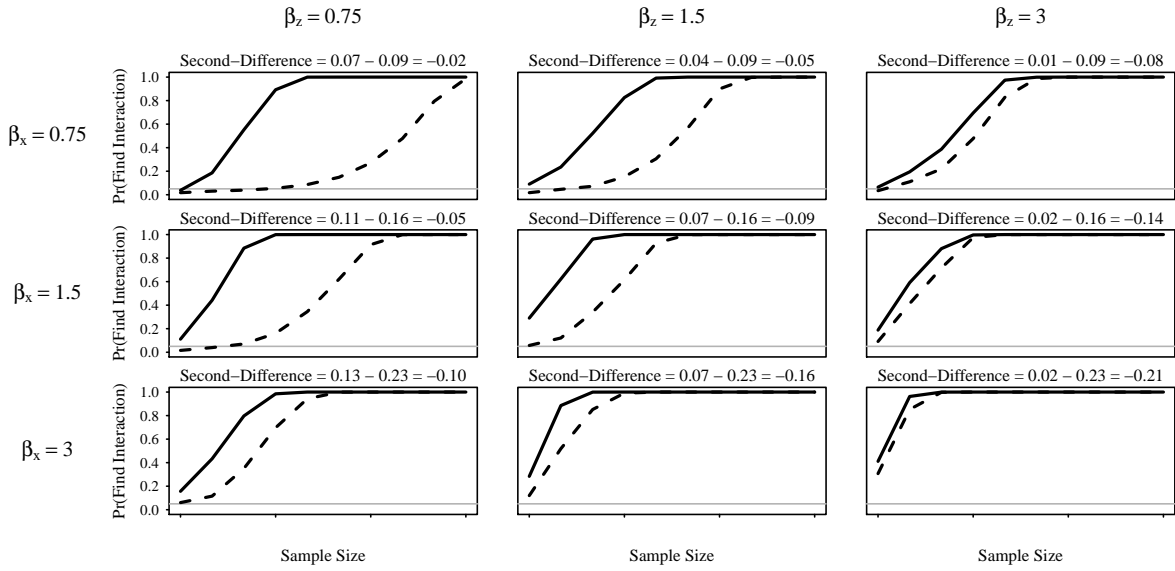 βz = 0.75 βz = 1.5 βz = 3
Second−Difference = 0.07 − 0.09 = −0.02
Second−Difference = 0.04 − 0.09 = −0.05
Second−Difference = 0.01 − 0.09 = −0.08
βx = 0.75
Pr(Find Interaction)
1.0
0.8
0.6
0.4
0.2
0.0
Second−Difference = 0.11 − 0.16 = −0.05
Second−Difference = 0.07 − 0.16 = −0.09
Second−Difference = 0.02 − 0.16 = −0.14
βx = 1.5
Pr(Find Interaction)
1.0
0.8
0.6
0.4
0.2
0.0
Second−Difference = 0.13 − 0.23 = −0.10
Second−Difference = 0.07 − 0.23 = −0.16
Second−Difference = 0.02 − 0.23 = −0.21
βx = 3
Pr(Find Interaction)
1.0
0.8
0.6
0.4
0.2
0.0
Sample Size
Sample Size
Sample Size